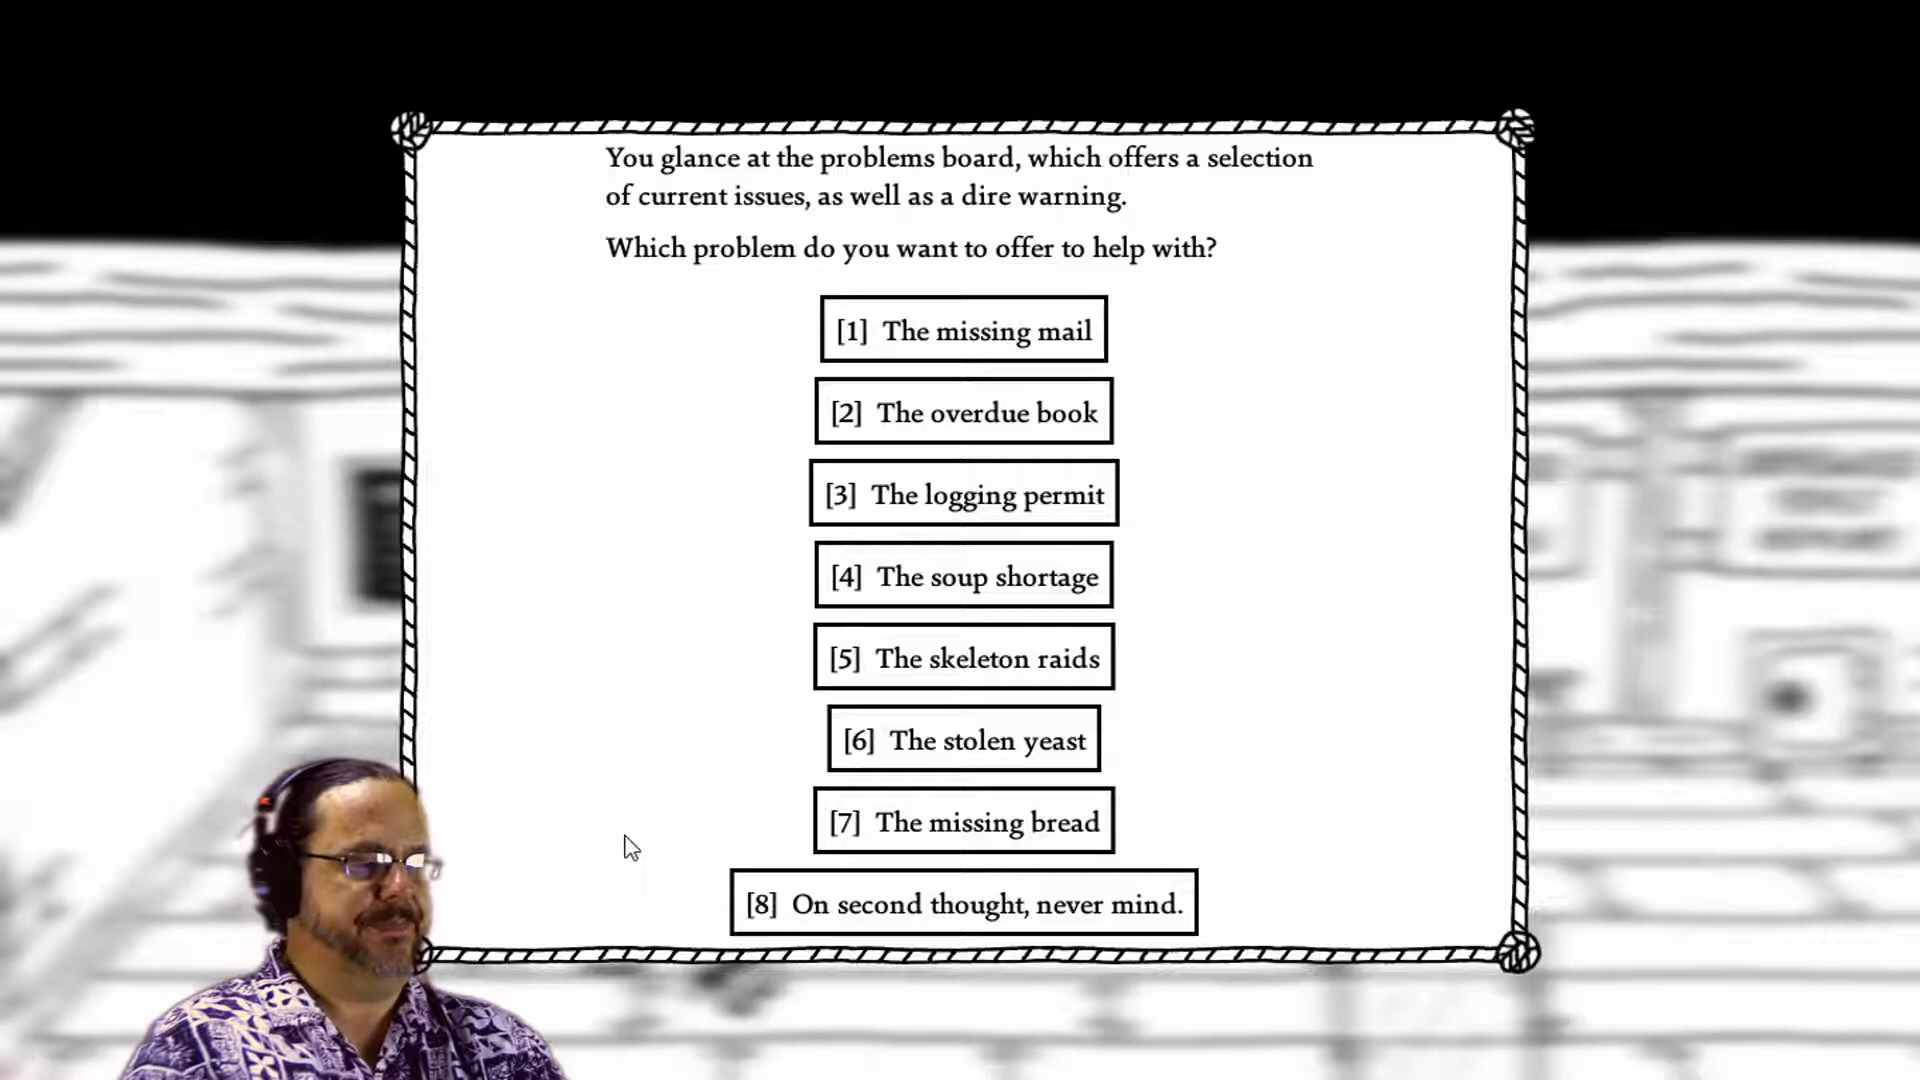 You glance at the problems board, which offers a selection
of current issues, as well as a dire warning.
Which problem do you want to offer to help with?
[1] The missing mail
[2] The overdue book
[3] The logging permit
[4] The soup shortage
[5] The skeleton raids
[6] The stolen yeast
[7] The missing bread
[8] On second thought, never mind.